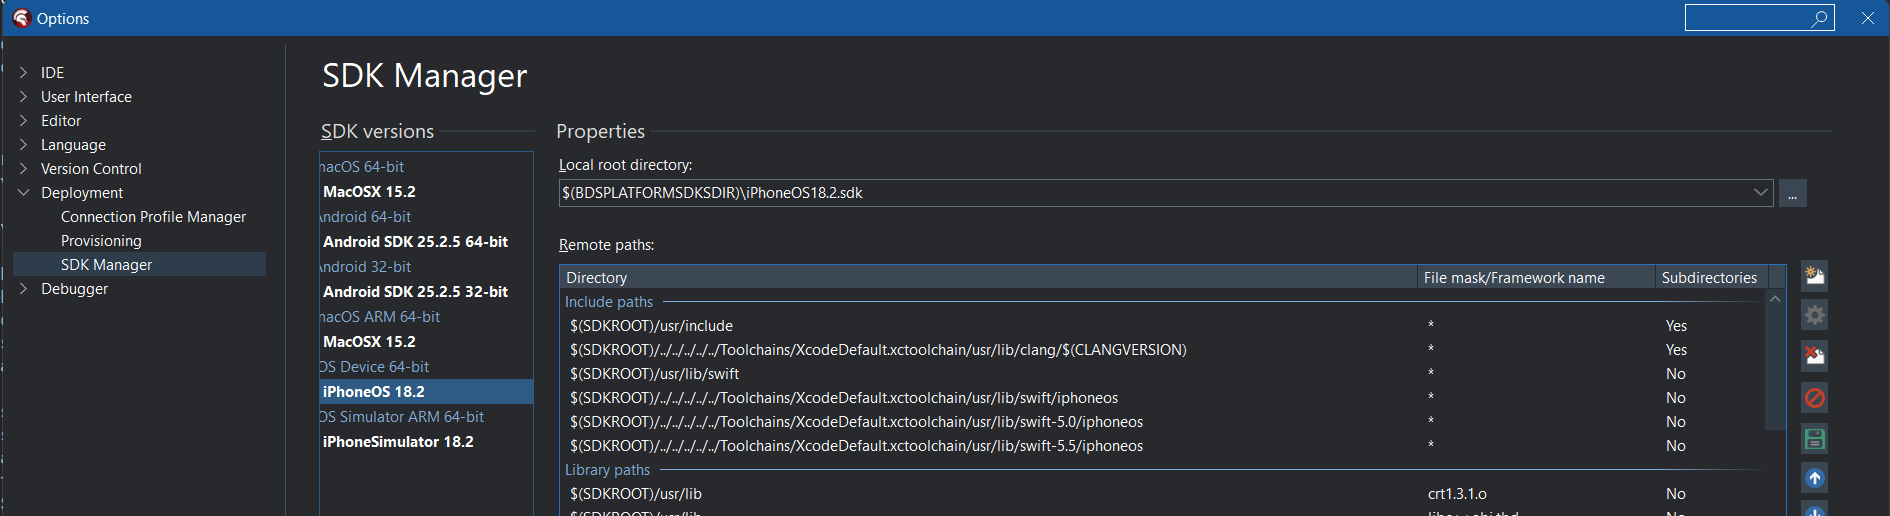 Options
IDE
User Interface
Editor
Language
Version Control
Deployment
Connection Profile Manager
Provisioning
SDK Manager
Debugger
SDK Manager
SDK versions
macOS 64-bit
MacOSX 15.2
Android 64-bit
Android SDK 25.2.5 64-bit
Android 32-bit
Android SDK 25.2.5 32-bit
macOS ARM 64-bit
MacOSX 15.2
OS Device 64-bit
iPhoneOS 18.2
OS Simulator ARM 64-bit
iPhoneSimulator 18.2
Properties
Local root directory:
$(BDSPLATFORMSDKSDIR)\iPhoneOS18.2.sdk
...
Remote paths:
Directory File mask/Framework name Subdirectories
Include paths
$(SDKROOT)/usr/include * Yes
$(SDKROOT)/../../../../../Toolchains/XcodeDefault.xctoolchain/usr/lib/clang/$(CLANGVERSION) * Yes
$(SDKROOT)/usr/lib/swift * No
$(SDKROOT)/../../../../../Toolchains/XcodeDefault.xctoolchain/usr/lib/swift/iphoneos * No
$(SDKROOT)/../../../../../Toolchains/XcodeDefault.xctoolchain/usr/lib/swift-5.0/iphoneos * No
$(SDKROOT)/../../../../../Toolchains/XcodeDefault.xctoolchain/usr/lib/swift-5.5/iphoneos * No
Library paths
$(SDKROOT)/usr/lib crt1.3.1.o No